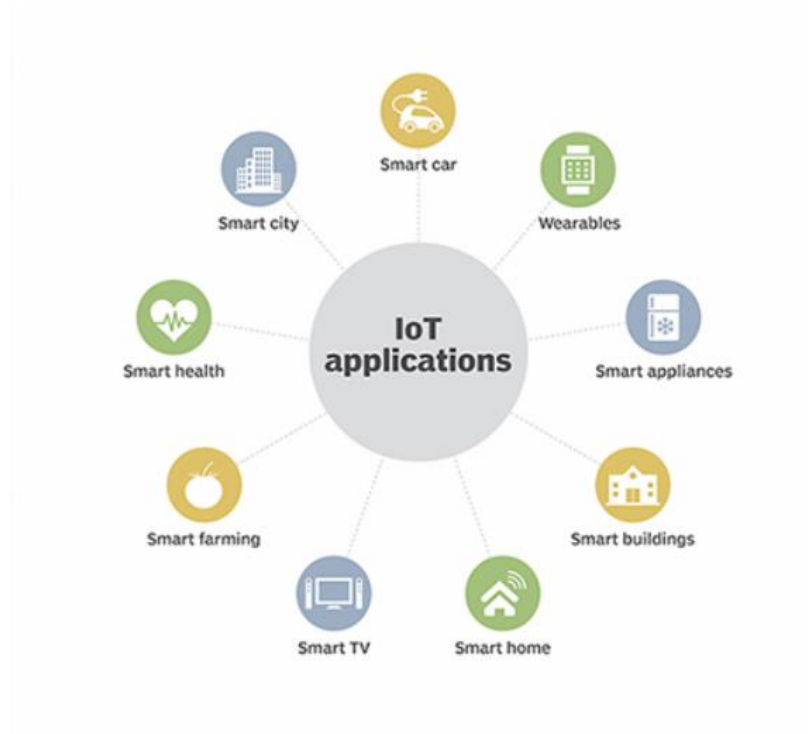 Smart car
Wearables
Smart city
IoT
applications
Smart health
Smart appliances
Smart farming
Smart buildings
Smart TV
Smart home